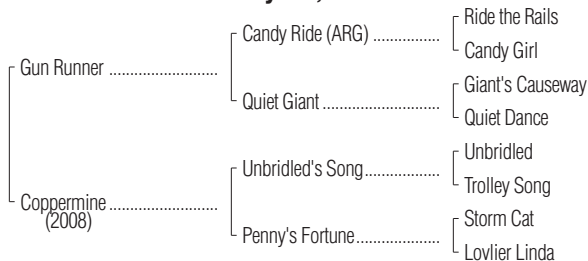 Ride the Rails
Candy Ride (ARG) ................
Candy Girl
Gun Runner ..........................
Giant's Causeway
Quiet Giant ............................
Quiet Dance
Unbridled
Unbridled's Song..................
Trolley Song
Coppermine ..........................
(2008)
Storm Cat
Penny's Fortune....................
Lovlier Linda